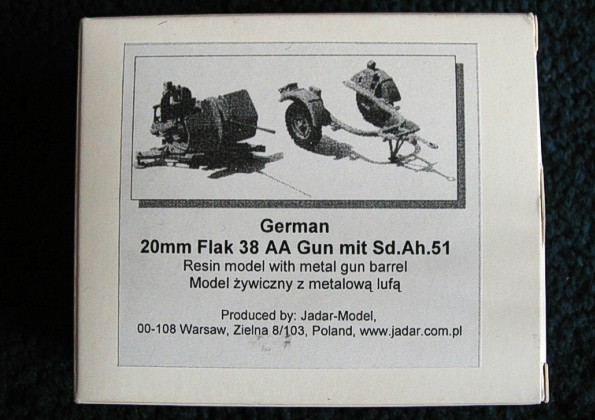 German
20mm Flak 38 AA Gun mit Sd.Ah.51
Resin model with metal gun barrel
Model żywiczny z metalową lufą
Produced by: Jadar-Model,
00-108 Warsaw, Zielna 8/103, Poland, www.jadar.com.pl